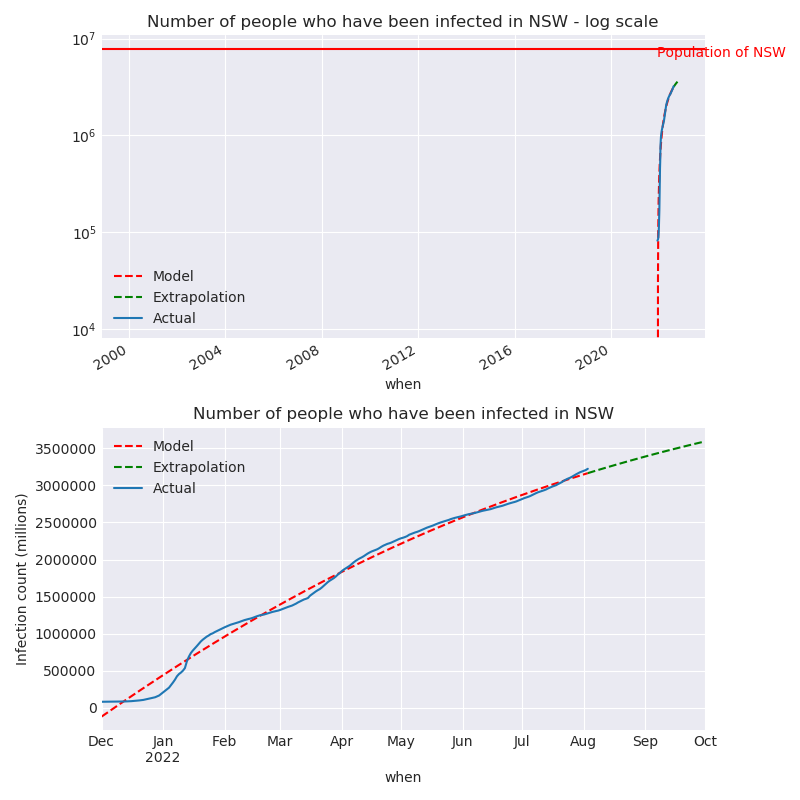 Number of people who have been infected in NSW - log scale
10^7
Population of NSW
10^6
10^5
10^4
Model
Extrapolation
Actual
2000
2004
2008
2012
2016
2020
when
Number of people who have been infected in NSW
Infection count (millions)
3500000
3000000
2500000
2000000
1500000
1000000
500000
0
Model
Extrapolation
Actual
Dec
Jan
2022
Feb
Mar
Apr
May
Jun
Jul
Aug
Sep
Oct
when